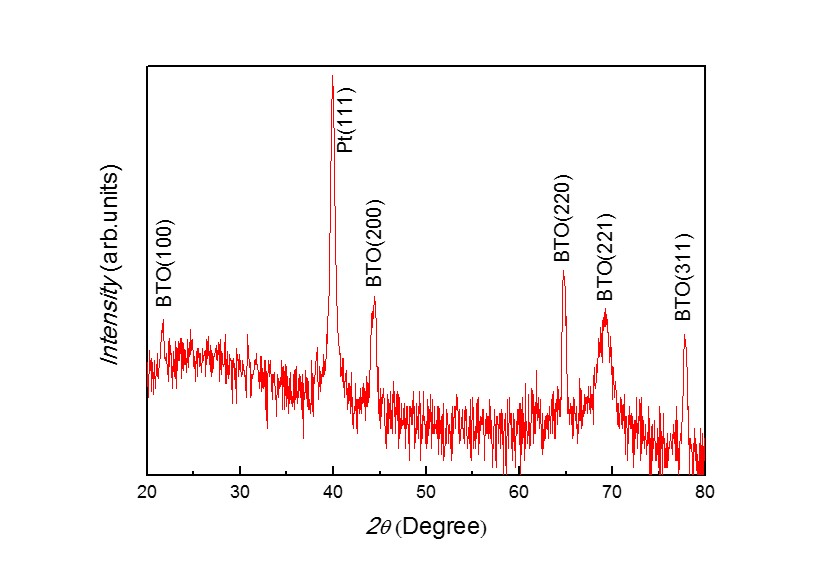 Pt(111)
BTO(220)
BTO(200)
BTO(221)
BTO(100)
BTO(311)
Intensity (arb.units)
20 30 40 50 60 70 80
2θ (Degree)